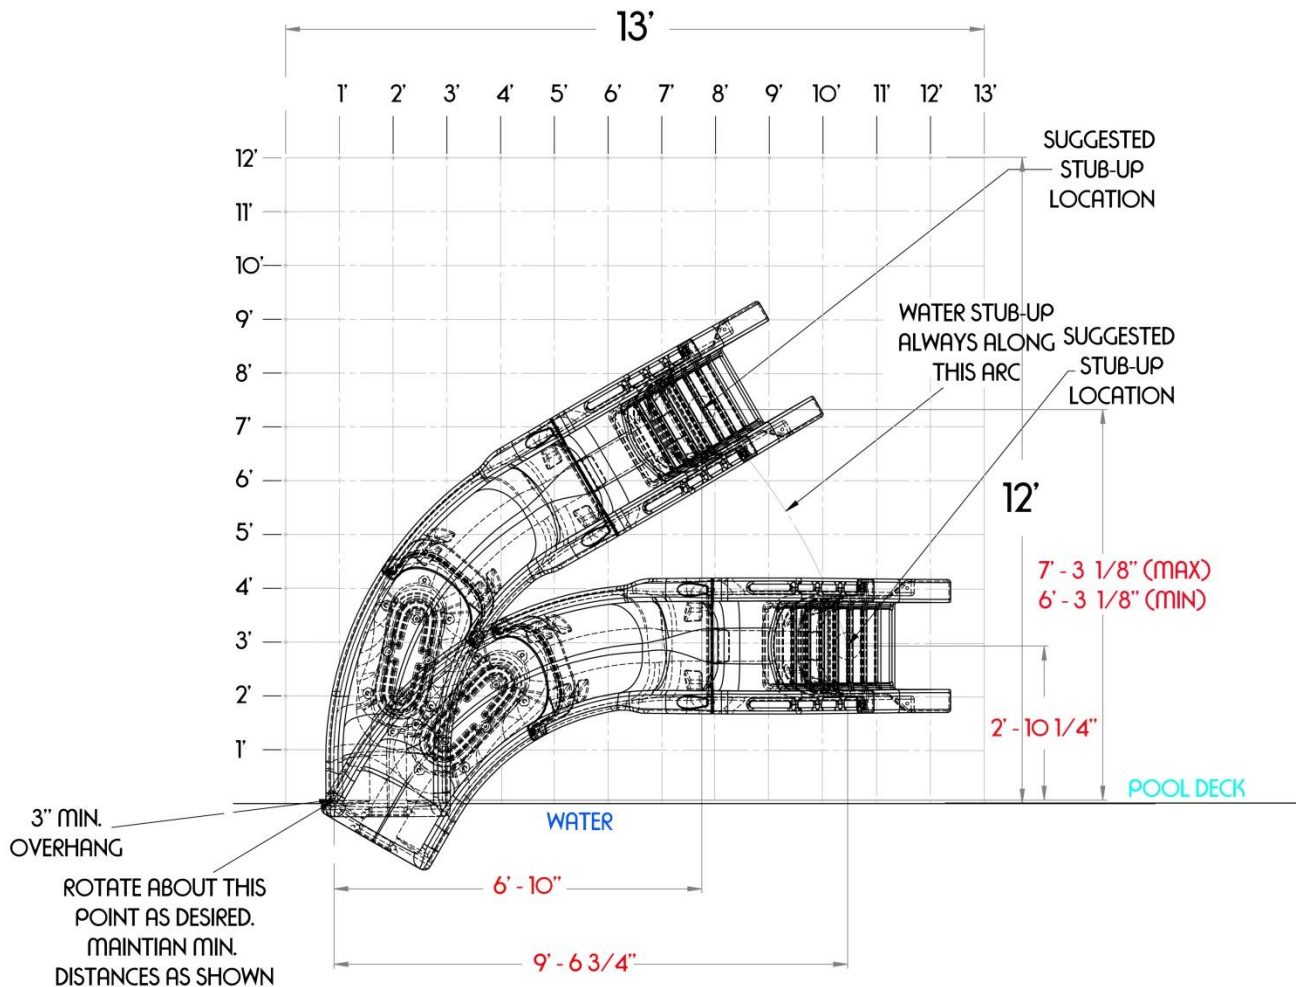 13'
1' 2' 3' 4' 5' 6' 7' 8' 9' 10' 11' 12' 13'
12'
11'
10'
9'
8'
7'
6'
5'
4'
3'
2'
1'
SUGGESTED
STUB-UP
LOCATION
WATER STUB-UP
ALWAYS ALONG
THIS ARC
SUGGESTED
STUB-UP
LOCATION
12'
7' - 3 1/8" (MAX)
6' - 3 1/8" (MIN)
2' - 10 1/4"
POOL DECK
WATER
3" MIN.
OVERHANG
ROTATE ABOUT THIS
POINT AS DESIRED.
MAINTIAN MIN.
DISTANCES AS SHOWN
6' - 10"
9' - 6 3/4"